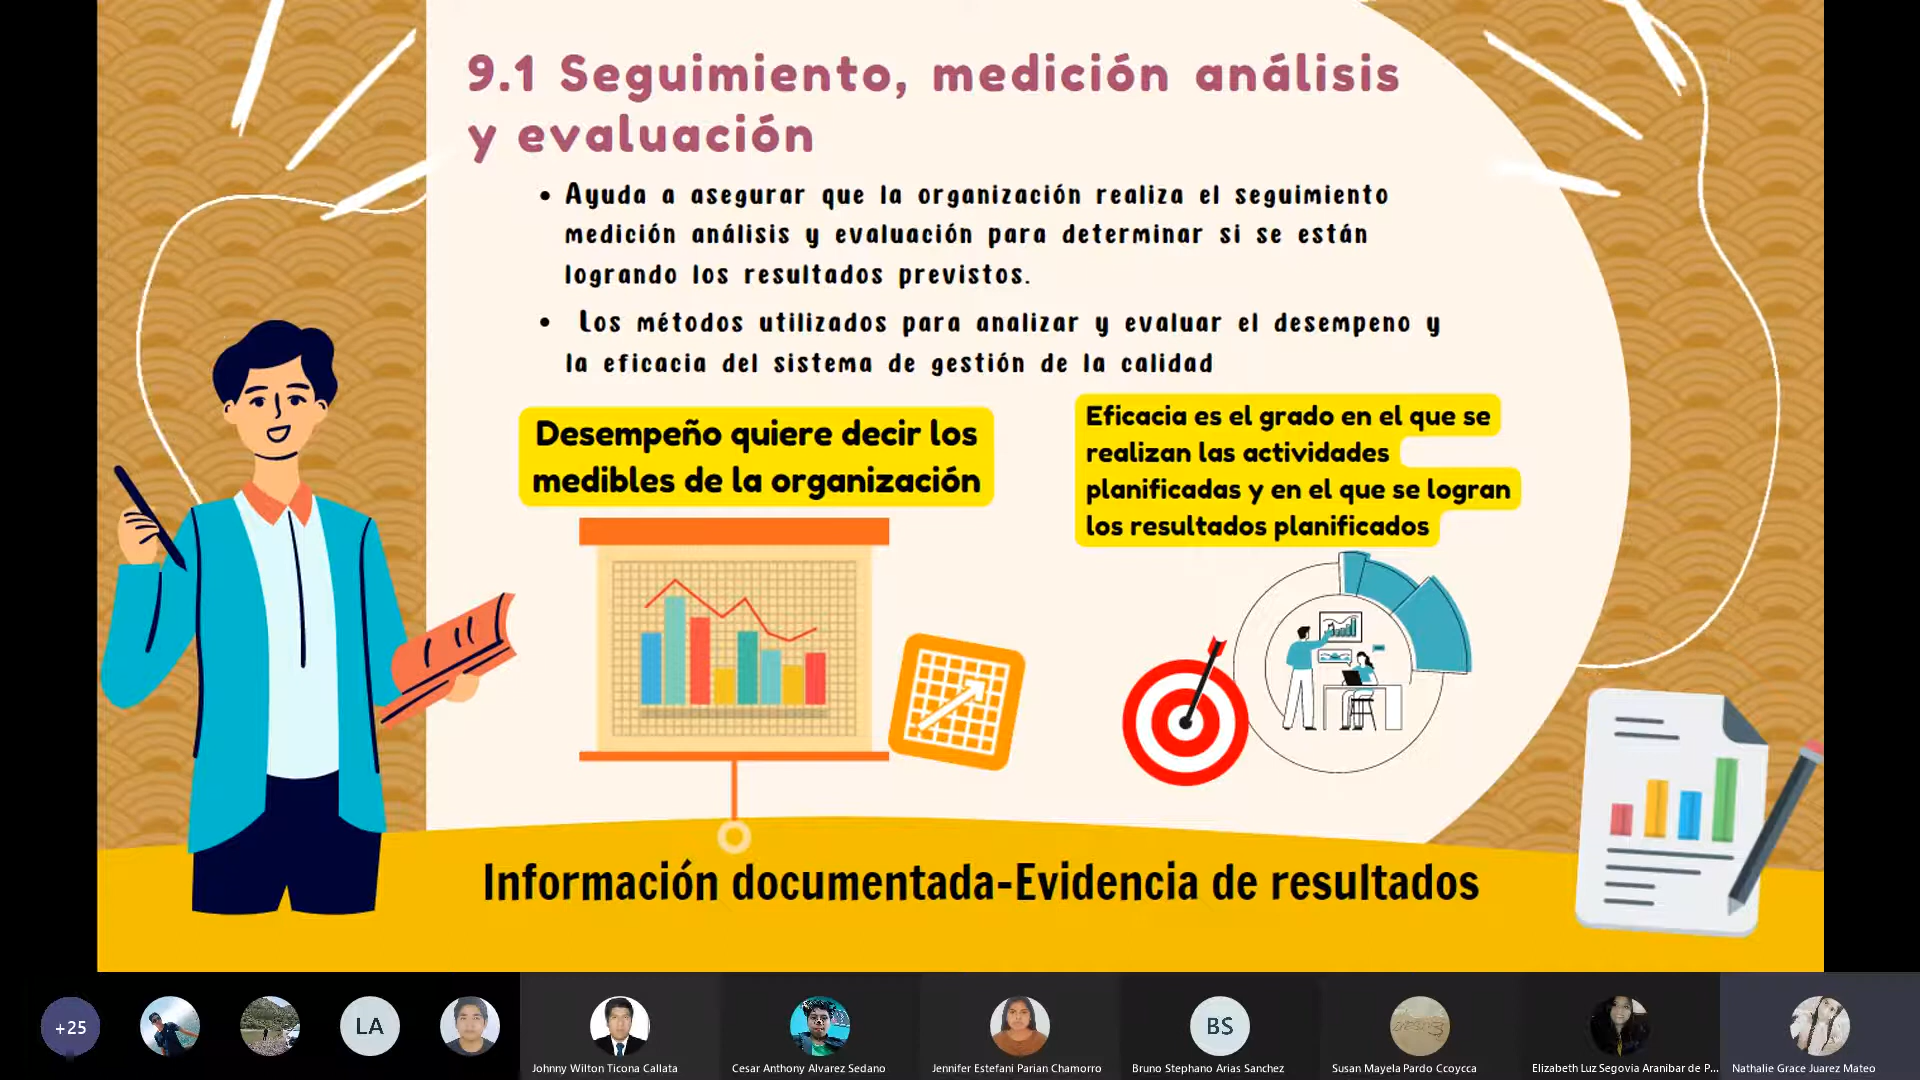 9.1 Seguimiento, medición análisis
y evaluación
• Ayuda a asegurar que la organización realiza el seguimiento
medición análisis y evaluación para determinar si se están
logrando los resultados previstos.
• Los métodos utilizados para analizar y evaluar el desempeno y
la eficacia del sistema de gestión de la calidad
Desempeño quiere decir los
medibles de la organización
Eficacia es el grado en el que se
realizan las actividades
planificadas y en el que se logran
los resultados planificados
Información documentada-Evidencia de resultados
+25
LA
BS
Johnny Wilton Ticona Callata
Cesar Anthony Alvarez Sedano
Jennifer Estefani Parian Chamorro
Bruno Stephano Arias Sanchez
Susan Mayela Pardo Ccoycca
Elizabeth Luz Segovia Aranibar de P...
Nathalie Grace Juarez Mateo